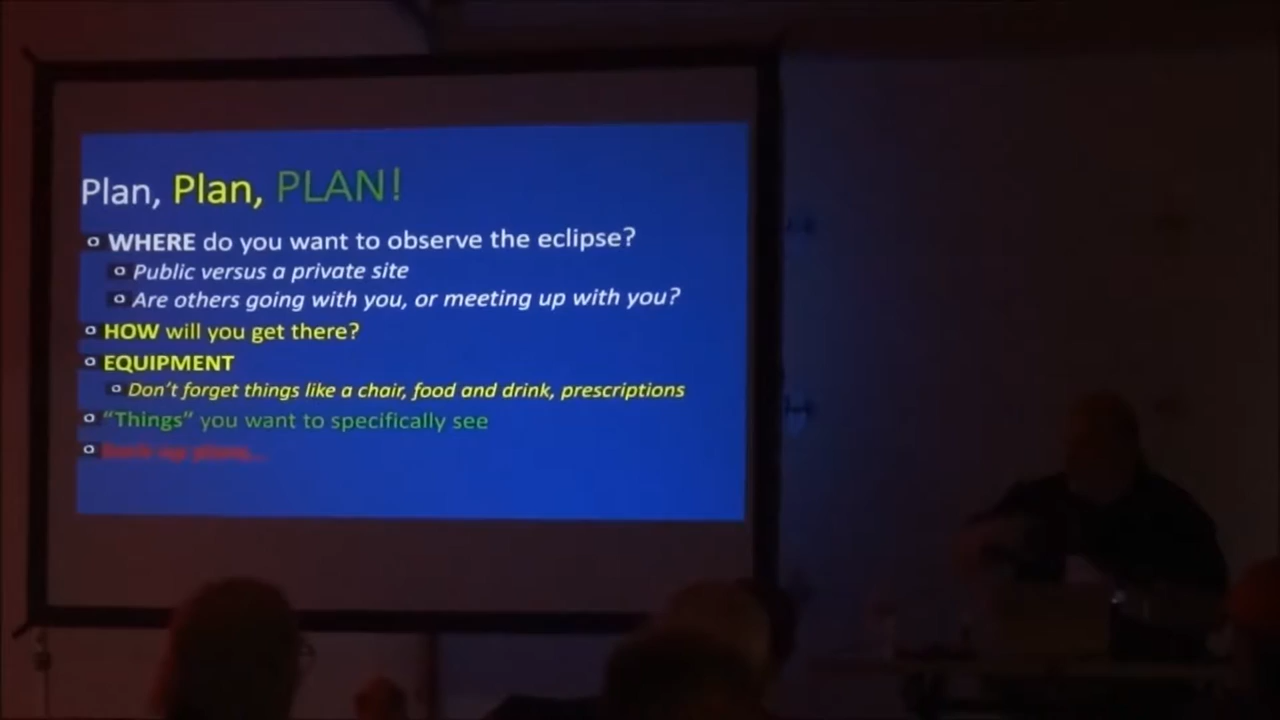 Plan, Plan, PLAN!
WHERE do you want to observe the eclipse?
Public versus a private site
Are others going with you, or meeting up with you?
HOW will you get there?
EQUIPMENT
Don't forget things like a chair, food and drink, prescriptions
“Things” you want to specifically see
plans...